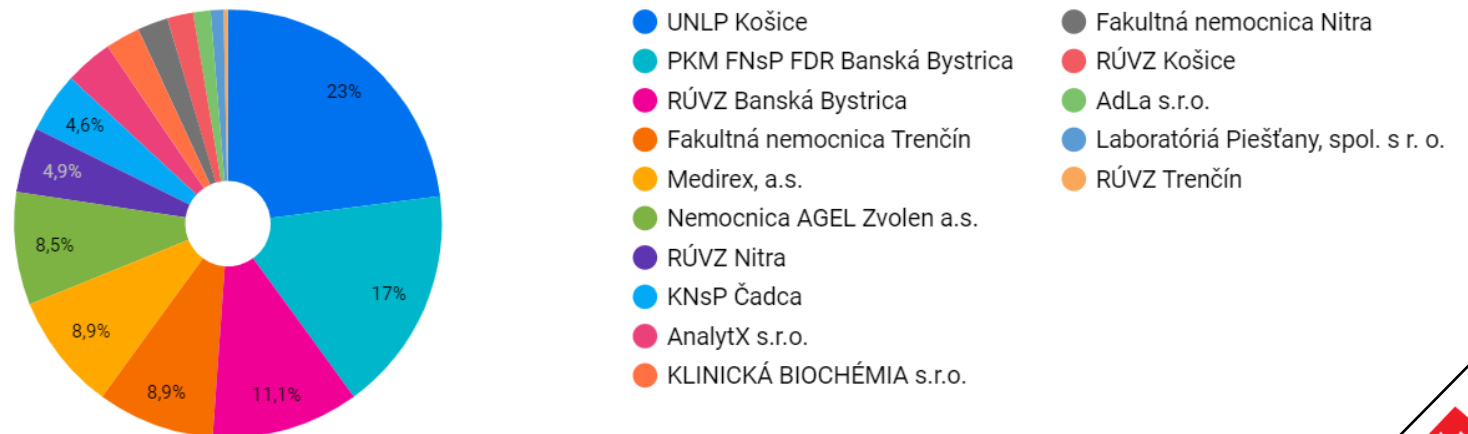 23%
17%
11,1%
8,9%
8,9%
8,5%
4,9%
4,6%
UNLP Košice
PKM FNsP FDR Banská Bystrica
RÚVZ Banská Bystrica
Fakultná nemocnica Trenčín
Medirex, a.s.
Nemocnica AGEL Zvolen a.s.
RÚVZ Nitra
KNsP Čadca
AnalytX s.r.o.
KLINICKÁ BIOCHÉMIA s.r.o.
Fakultná nemocnica Nitra
RÚVZ Košice
AdLa s.r.o.
Laboratóriá Piešťany, spol. s r. o.
RÚVZ Trenčín